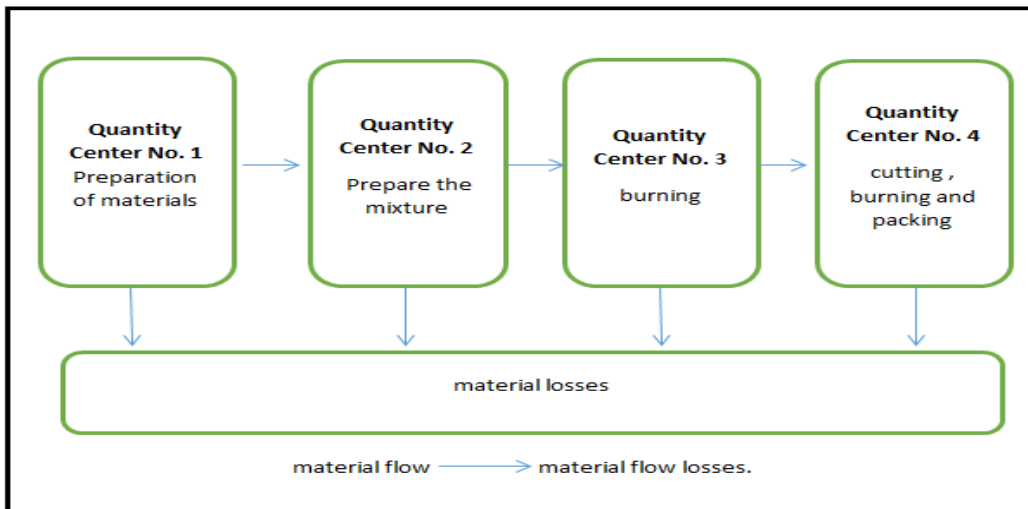 Quantity
Center No. 1
Preparation
of materials
Quantity
Center No. 2
Prepare the
mixture
Quantity
Center No. 3
burning
Quantity
Center No. 4
cutting ,
burning and
packing
material losses
material flow material flow losses.